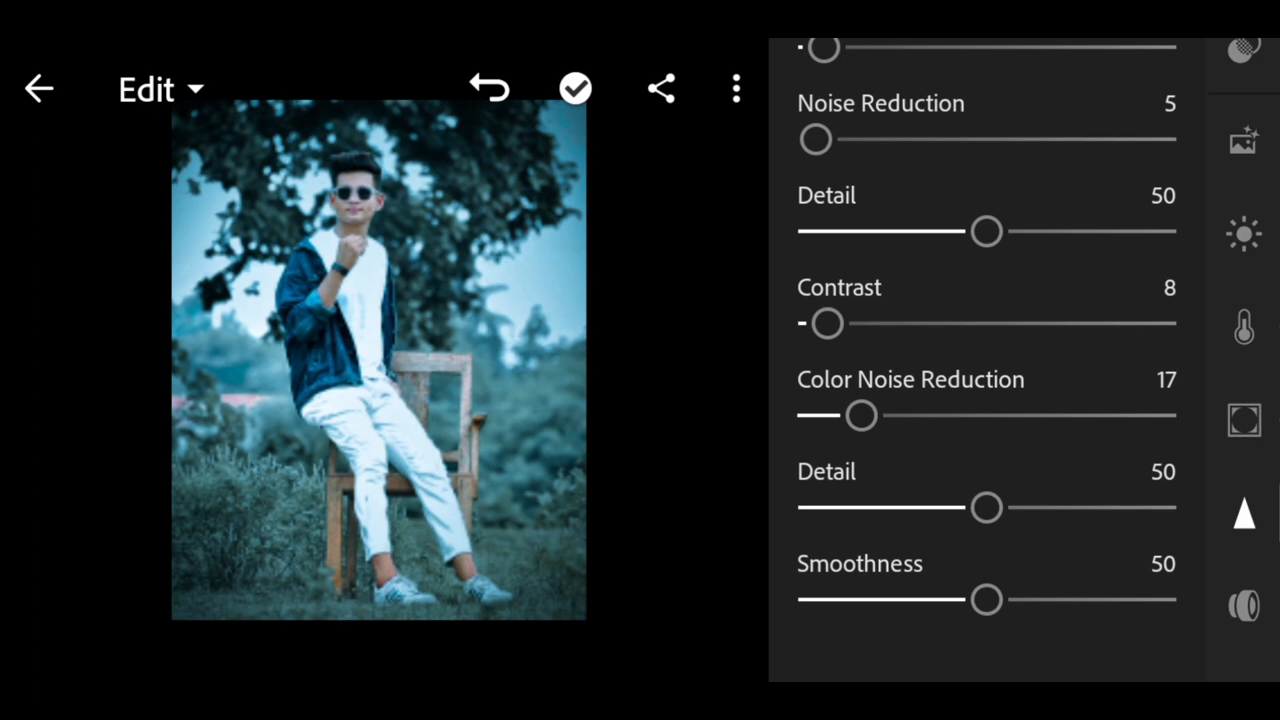 Edit
Noise Reduction 5
Detail 50
Contrast 8
Color Noise Reduction 17
Detail 50
Smoothness 50